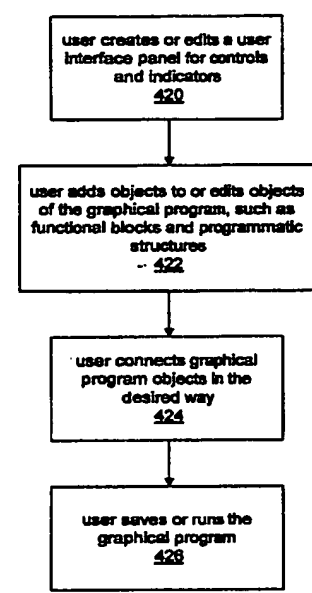 user creates or edits a user
interface panel for controls
and indicators
420
user adds objects to or edits objects
of the graphical program, such as
functional blocks and programmatic
structures
422
user connects graphical
program objects in the
desired way
424
user saves or runs the
graphical program
426